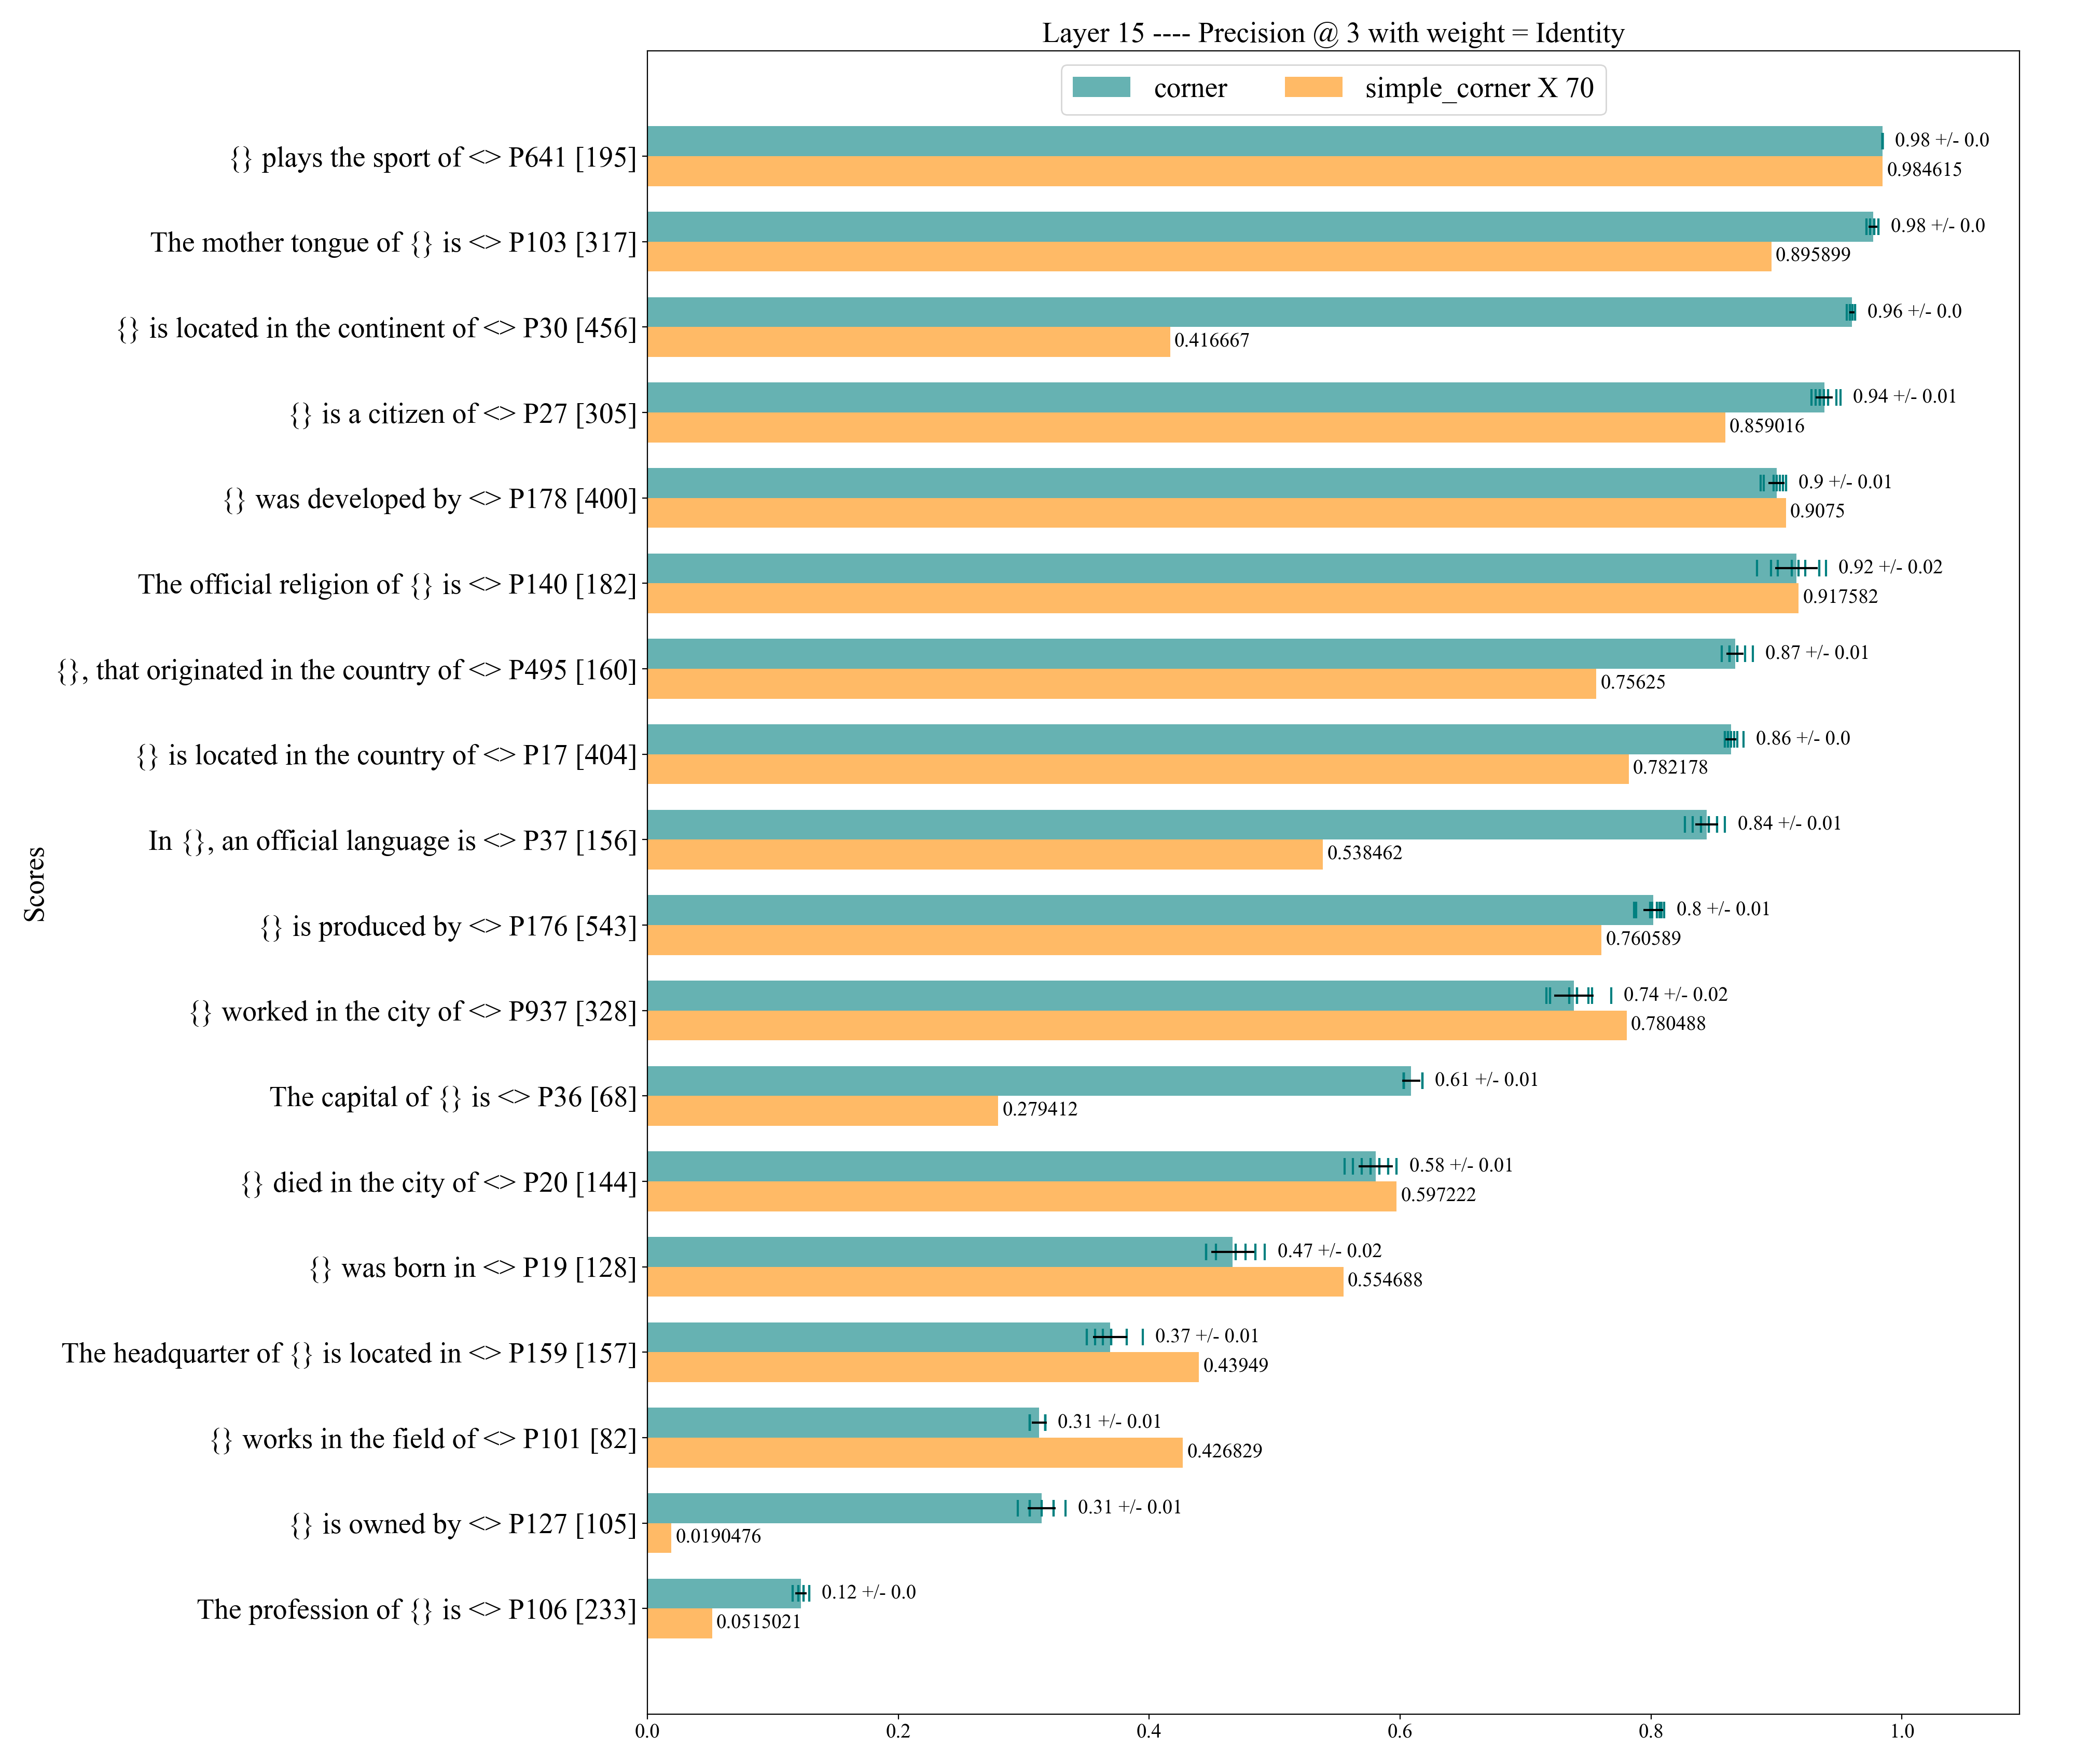 Layer 15 ---- Precision @ 3 with weight = Identity
corner
simple_corner X 70
{} plays the sport of <> P641 [195]
0.98 +/- 0.0
0.984615
The mother tongue of {} is <> P103 [317]
0.98 +/- 0.0
0.895899
{} is located in the continent of <> P30 [456]
0.96 +/- 0.0
0.416667
{} is a citizen of <> P27 [305]
0.94 +/- 0.01
0.859016
{} was developed by <> P178 [400]
0.9 +/- 0.01
0.9075
The official religion of {} is <> P140 [182]
0.92 +/- 0.02
0.917582
{}, that originated in the country of <> P495 [160]
0.87 +/- 0.01
0.75625
{} is located in the country of <> P17 [404]
0.86 +/- 0.0
0.782178
In {}, an official language is <> P37 [156]
0.84 +/- 0.01
0.538462
{} is produced by <> P176 [543]
0.8 +/- 0.01
0.760589
{} worked in the city of <> P937 [328]
0.74 +/- 0.02
0.780488
The capital of {} is <> P36 [68]
0.61 +/- 0.01
0.279412
{} died in the city of <> P20 [144]
0.58 +/- 0.01
0.597222
{} was born in <> P19 [128]
0.47 +/- 0.02
0.554688
The headquarter of {} is located in <> P159 [157]
0.37 +/- 0.01
0.43949
{} works in the field of <> P101 [82]
0.31 +/- 0.01
0.426829
{} is owned by <> P127 [105]
0.31 +/- 0.01
0.0190476
The profession of {} is <> P106 [233]
0.12 +/- 0.0
0.0515021
Scores
0.0 0.2 0.4 0.6 0.8 1.0